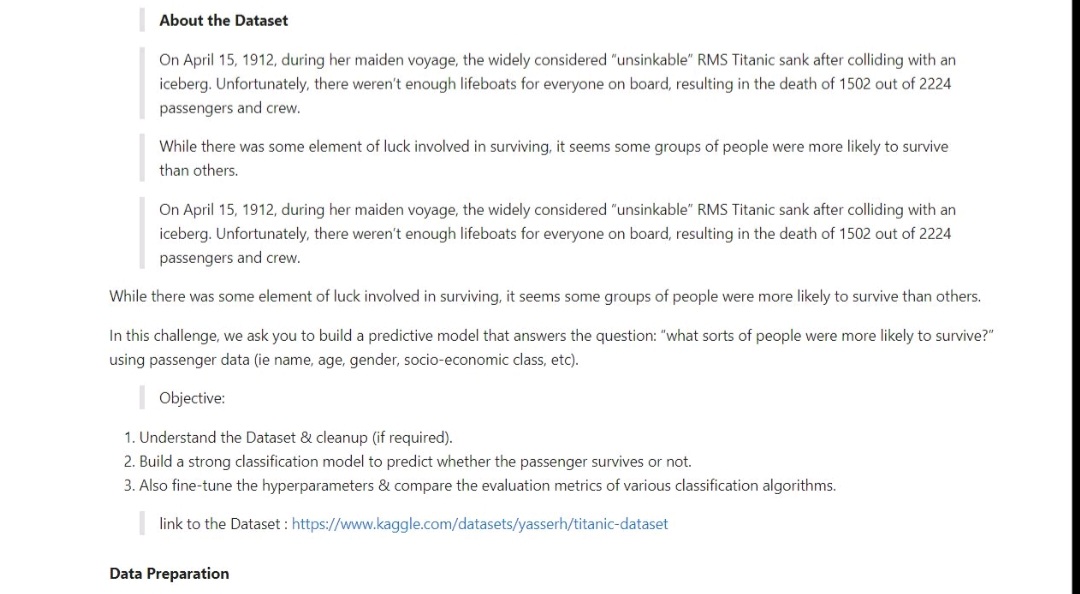 About the Dataset
On April 15, 1912, during her maiden voyage, the widely considered "unsinkable" RMS Titanic sank after colliding with an
iceberg. Unfortunately, there weren't enough lifeboats for everyone on board, resulting in the death of 1502 out of 2224
passengers and crew.
While there was some element of luck involved in surviving, it seems some groups of people were more likely to survive
than others.
On April 15, 1912, during her maiden voyage, the widely considered "unsinkable" RMS Titanic sank after colliding with an
iceberg. Unfortunately, there weren't enough lifeboats for everyone on board, resulting in the death of 1502 out of 2224
passengers and crew.
While there was some element of luck involved in surviving, it seems some groups of people were more likely to survive than others.
In this challenge, we ask you to build a predictive model that answers the question: "what sorts of people were more likely to survive?"
using passenger data (ie name, age, gender, socio-economic class, etc).
Objective:
1. Understand the Dataset & cleanup (if required).
2. Build a strong classification model to predict whether the passenger survives or not.
3. Also fine-tune the hyperparameters & compare the evaluation metrics of various classification algorithms.
link to the Dataset : https://www.kaggle.com/datasets/yasserh/titanic-dataset
Data Preparation